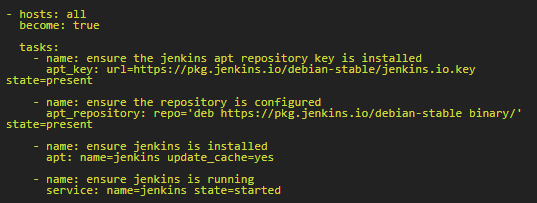 - hosts: all
  become: true

  tasks:
    - name: ensure the jenkins apt repository key is installed
      apt_key: url=https://pkg.jenkins.io/debian-stable/jenkins.io.key
state=present

    - name: ensure the repository is configured
      apt_repository: repo='deb https://pkg.jenkins.io/debian-stable binary/'
state=present

    - name: ensure jenkins is installed
      apt: name=jenkins update_cache=yes

    - name: ensure jenkins is running
      service: name=jenkins state=started